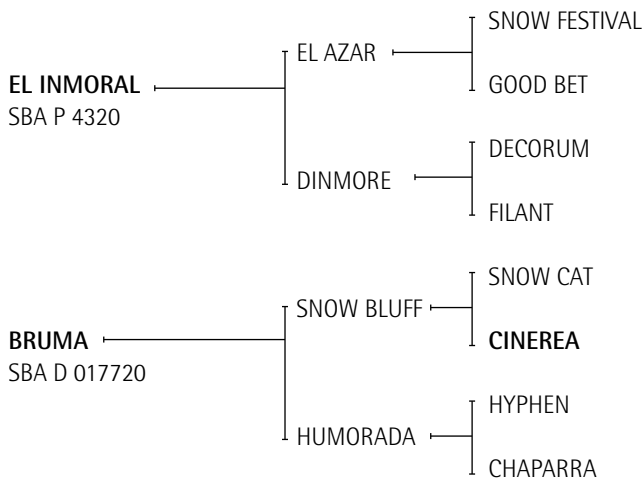 SNOW FESTIVAL
EL AZAR
EL INMORAL
GOOD BET
SBA P 4320
DECORUM
DINMORE
FILANT
SNOW CAT
SNOW BLUFF
BRUMA
CINEREA
SBA D 017720
HYPHEN
HUMORADA
CHAPARRA